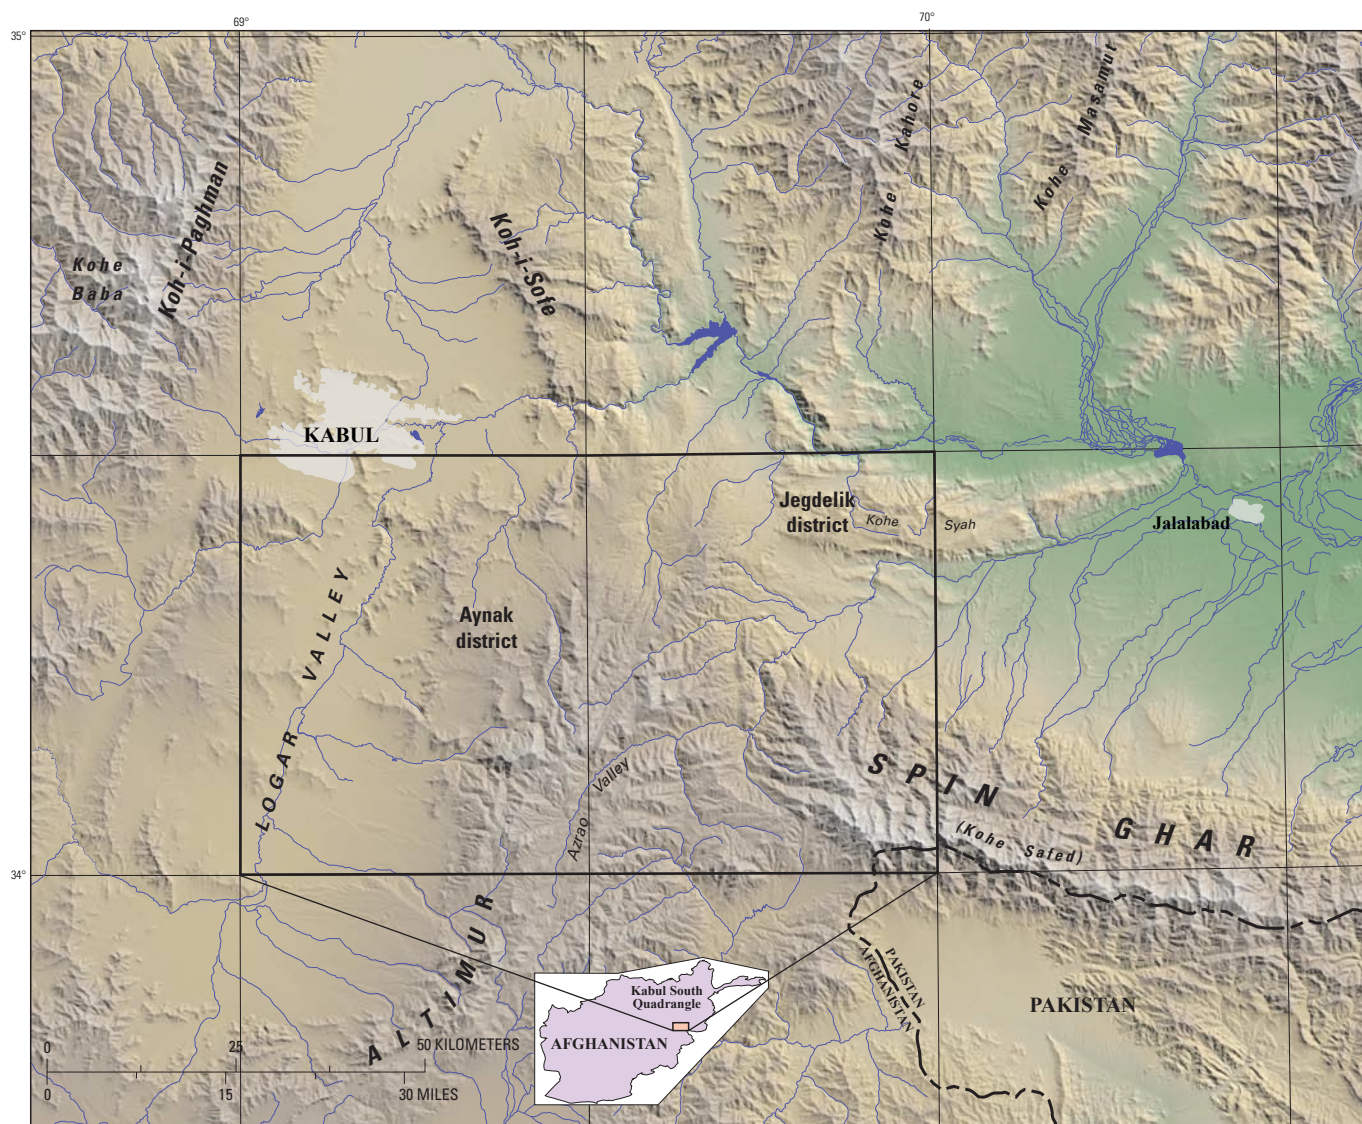 69°
70°
35°
Kohe Kahore
Kohe Masamut
Koh-i-Paghman
Koh-i-Sofe
Kohe
Baba
KABUL
Jegdelik
district
Kohe Syah
Jalalabad
LOGAR VALLEY
Aynak
district
Azrao Valley
SPIN GHAR
(Kohe Safed)
34°
ALTIMUR
PAKISTAN
AFGHANISTAN
PAKISTAN
Kabul South
Quadrangle
AFGHANISTAN
0 25 50 KILOMETERS
0 15 30 MILES